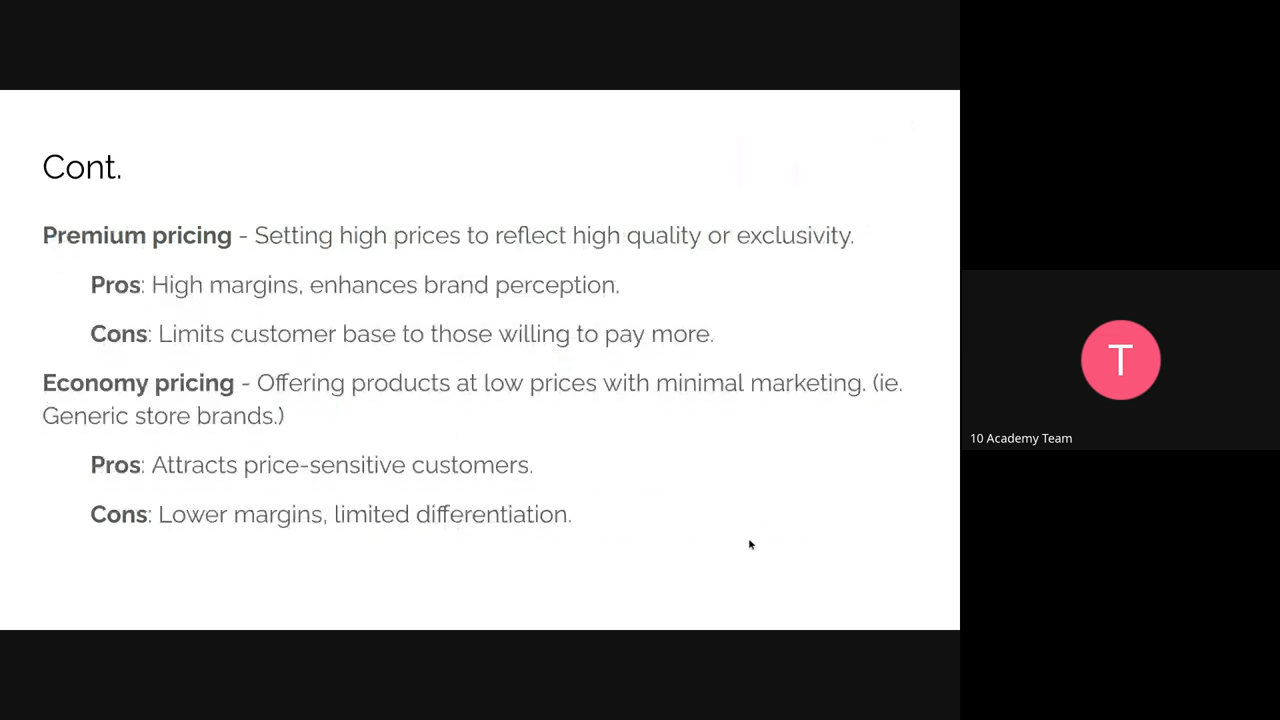 Cont.
Premium pricing - Setting high prices to reflect high quality or exclusivity.
Pros: High margins, enhances brand perception.
Cons: Limits customer base to those willing to pay more.
Economy pricing - Offering products at low prices with minimal marketing. (ie.
Generic store brands.)
Pros: Attracts price-sensitive customers.
Cons: Lower margins, limited differentiation.
T
10 Academy Team